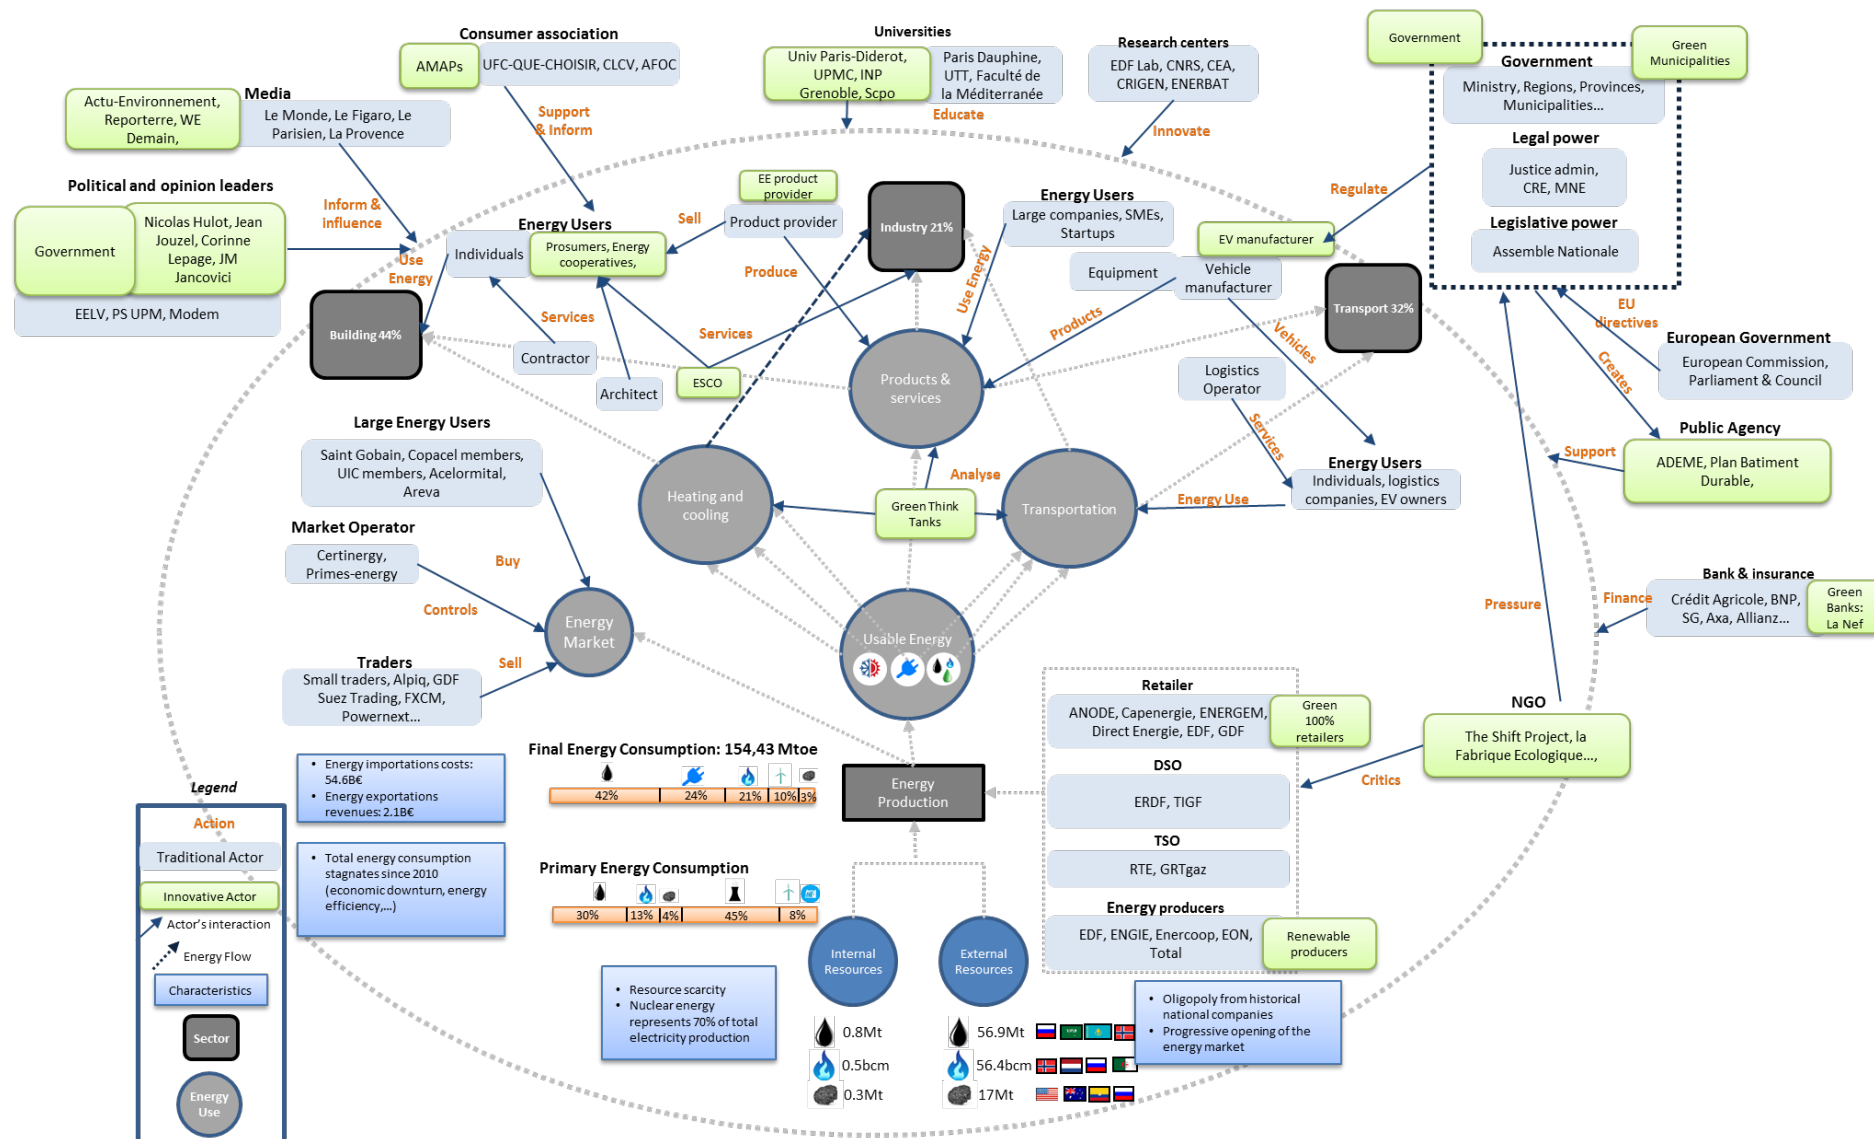 Consumer association
AMAPs
UFC-QUE-CHOISIR, CLCV, AFOC
Universities
Univ Paris-Diderot,
UPMC, INP
Grenoble, Scpo
Paris Dauphine,
UTT, Faculté de
la Méditerranée
Educate
Research centers
EDF Lab, CNRS, CEA,
CRIGEN, ENERBAT
Innovate
Government
Green
Municipalities
Government
Ministry, Regions, Provinces,
Municipalities...
Legal power
Justice admin,
CRE, MNE
Legislative power
Assemble Nationale
Regulate
Media
Actu-Environnement,
Reporterre, WE
Demain,
Le Monde, Le Figaro, Le
Parisien, La Provence
Support
& Inform
Political and opinion leaders
Government
Nicolas Hulot, Jean
Jouzel, Corinne
Lepage, JM
Jancovici
EELV, PS UPM, Modem
Inform &
influence
Use
Energy
Energy Users
Individuals
Prosumers, Energy
cooperatives,
Sell
EE product
provider
Product provider
Produce
Industry 21%
Energy Users
Large companies, SMEs,
Startups
Use Energy
EV manufacturer
Equipment
Vehicle
manufacturer
Products
Vehicles
Transport 32%
EU
directives
European Government
European Commission,
Parliament & Council
Creates
Building 44%
Services
Contractor
Architect
Services
ESCO
Products &
services
Logistics
Operator
Services
Public Agency
ADEME, Plan Batiment
Durable,
Support
Large Energy Users
Saint Gobain, Copacel members,
UIC members, Acelormital,
Areva
Heating and
cooling
Green Think
Tanks
Analyse
Transportation
Energy Use
Energy Users
Individuals, logistics
companies, EV owners
Market Operator
Certinergy,
Primes-energy
Buy
Controls
Energy
Market
Sell
Traders
Small traders, Alpiq, GDF
Suez Trading, FXCM,
Powernext...
Usable Energy
Pressure
Finance
Bank & insurance
Crédit Agricole, BNP,
SG, Axa, Allianz...
Green
Banks:
La Nef
NGO
The Shift Project, la
Fabrique Ecologique...,
Critics
Retailer
ANODE, Capenergie, ENERGEM,
Direct Energie, EDF, GDF
Green
100%
retailers
DSO
ERDF, TIGF
TSO
RTE, GRTgaz
Energy producers
EDF, ENGIE, Enercoop, EON,
Total
Renewable
producers
Final Energy Consumption: 154,43 Mtoe
42%
24%
21%
10%
3%
Energy
Production
Primary Energy Consumption
30%
13%
4%
45%
8%
Internal
Resources
External
Resources
• Energy importations costs:
54.6B€
• Energy exportations
revenues: 2.1B€
• Total energy consumption
stagnates since 2010
(economic downturn, energy
efficiency,...)
• Resource scarcity
• Nuclear energy
represents 70% of total
electricity production
0.8Mt
0.5bcm
0.3Mt
56.9Mt
56.4bcm
17Mt
• Oligopoly from historical
national companies
• Progressive opening of the
energy market
Legend
Action
Traditional Actor
Innovative Actor
Actor's interaction
Energy Flow
Characteristics
Sector
Energy
Use